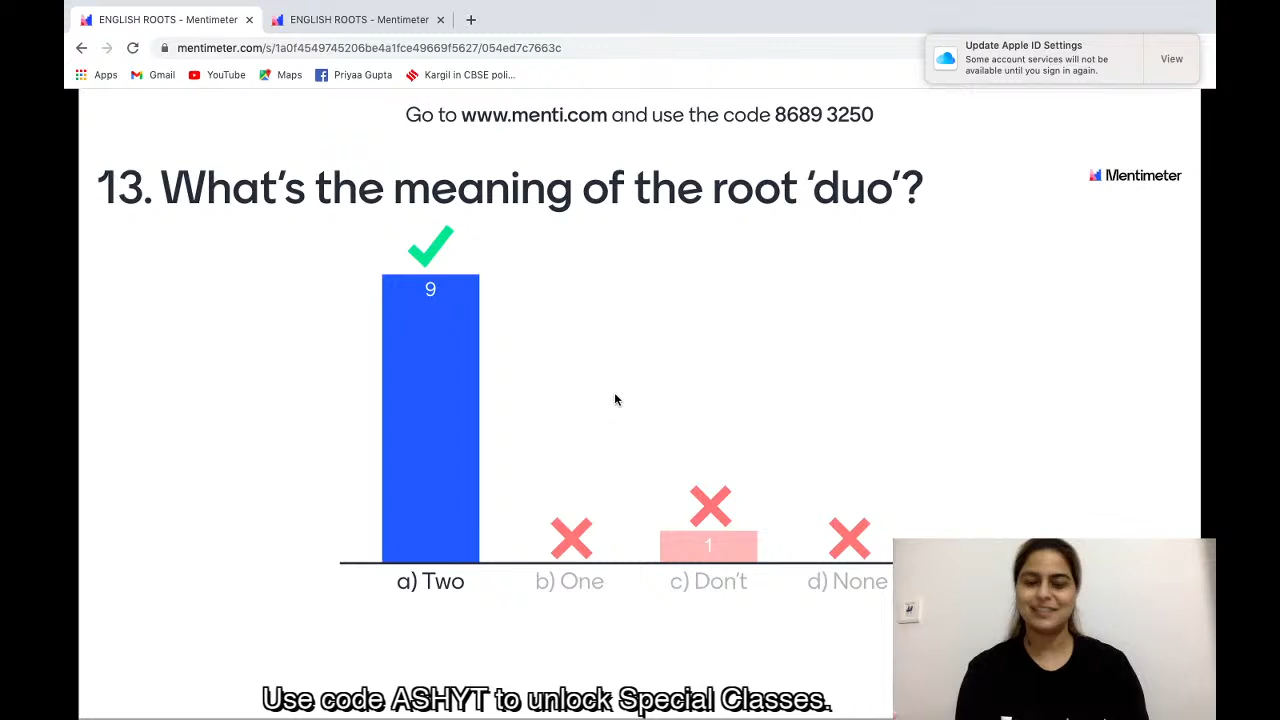 ENGLISH ROOTS - Mentimeter
ENGLISH ROOTS - Mentimeter
mentimeter.com/s/1a0f4549745206be4a1fce49669f5627/054ed7c7663c
Update Apple ID Settings
Some account services will not be
available until you sign in again.
View
Apps Gmail YouTube Maps Priyaa Gupta Kargil in CBSE poli...
Go to www.menti.com and use the code 8689 3250
13. What's the meaning of the root 'duo'?
Mentimeter
9
1
a) Two b) One c) Don't d) None
Use code ASHYT to unlock Special Classes.